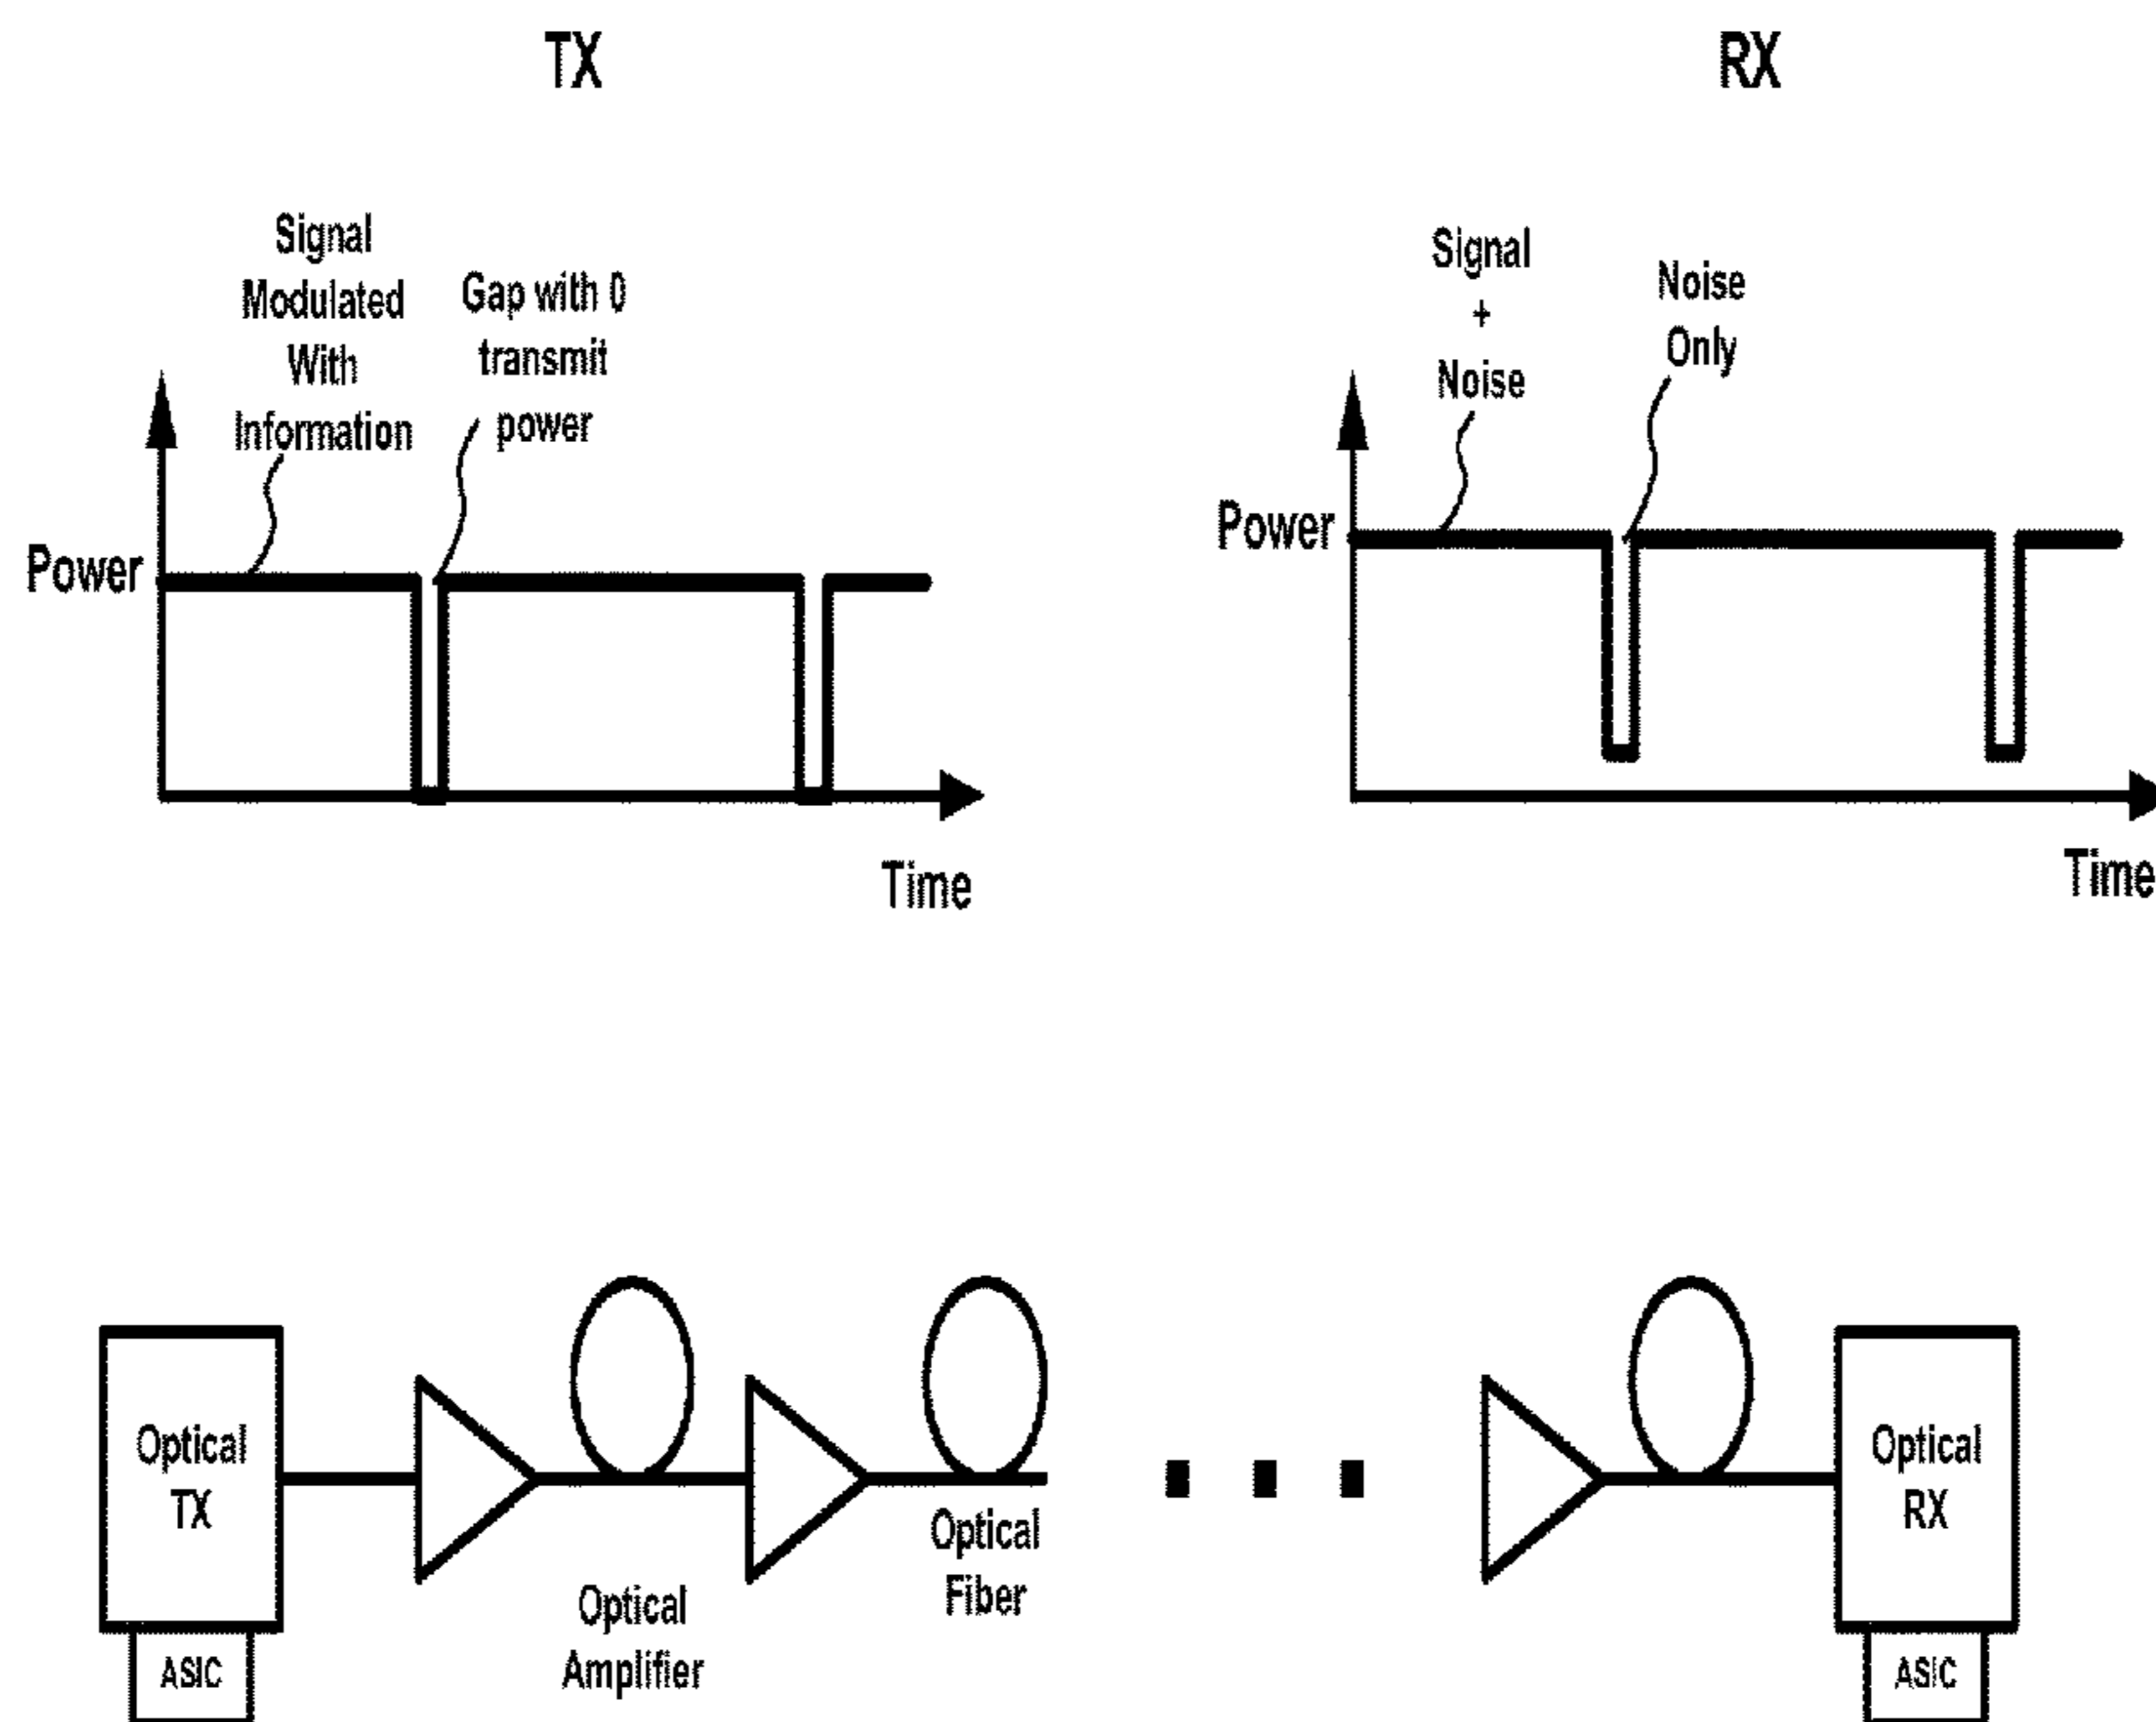 TX
Signal
Modulated
With
Information
Gap with 0
transmit
power
Power
Time
RX
Signal
+
Noise
Noise
Only
Power
Time
Optical
TX
ASIC
Optical
Amplifier
Optical
Fiber
Optical
RX
ASIC